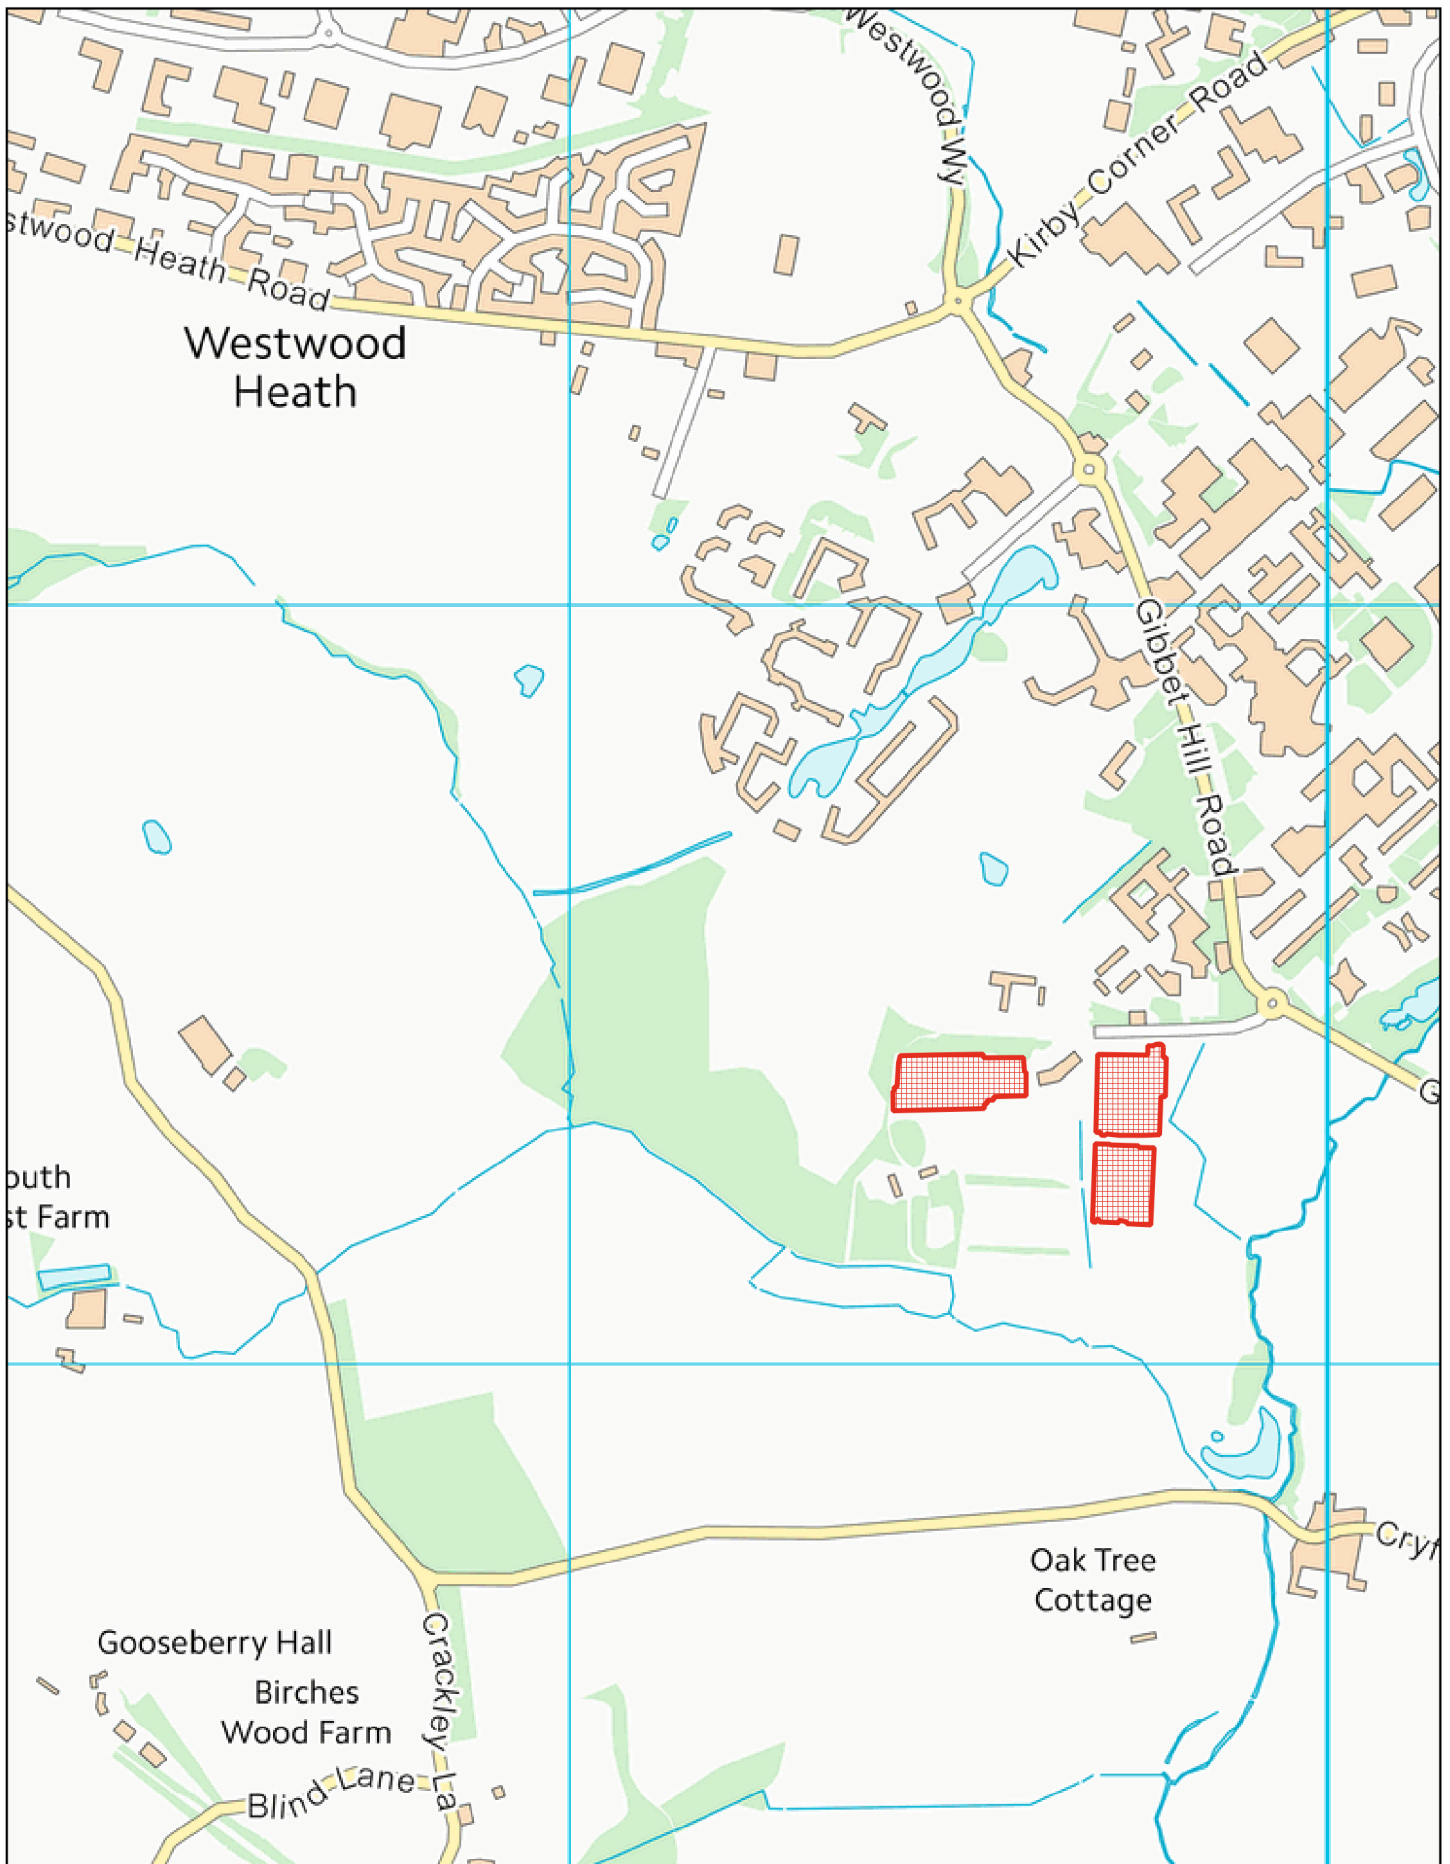 Westwood Wy
Kirby Corner Road
stwood Heath Road
Westwood
Heath
Gibbet Hill Road
G
outh
st Farm
Oak Tree
Cottage
Cryf
Gooseberry Hall
Birches
Wood Farm
Crackley La
Blind Lane